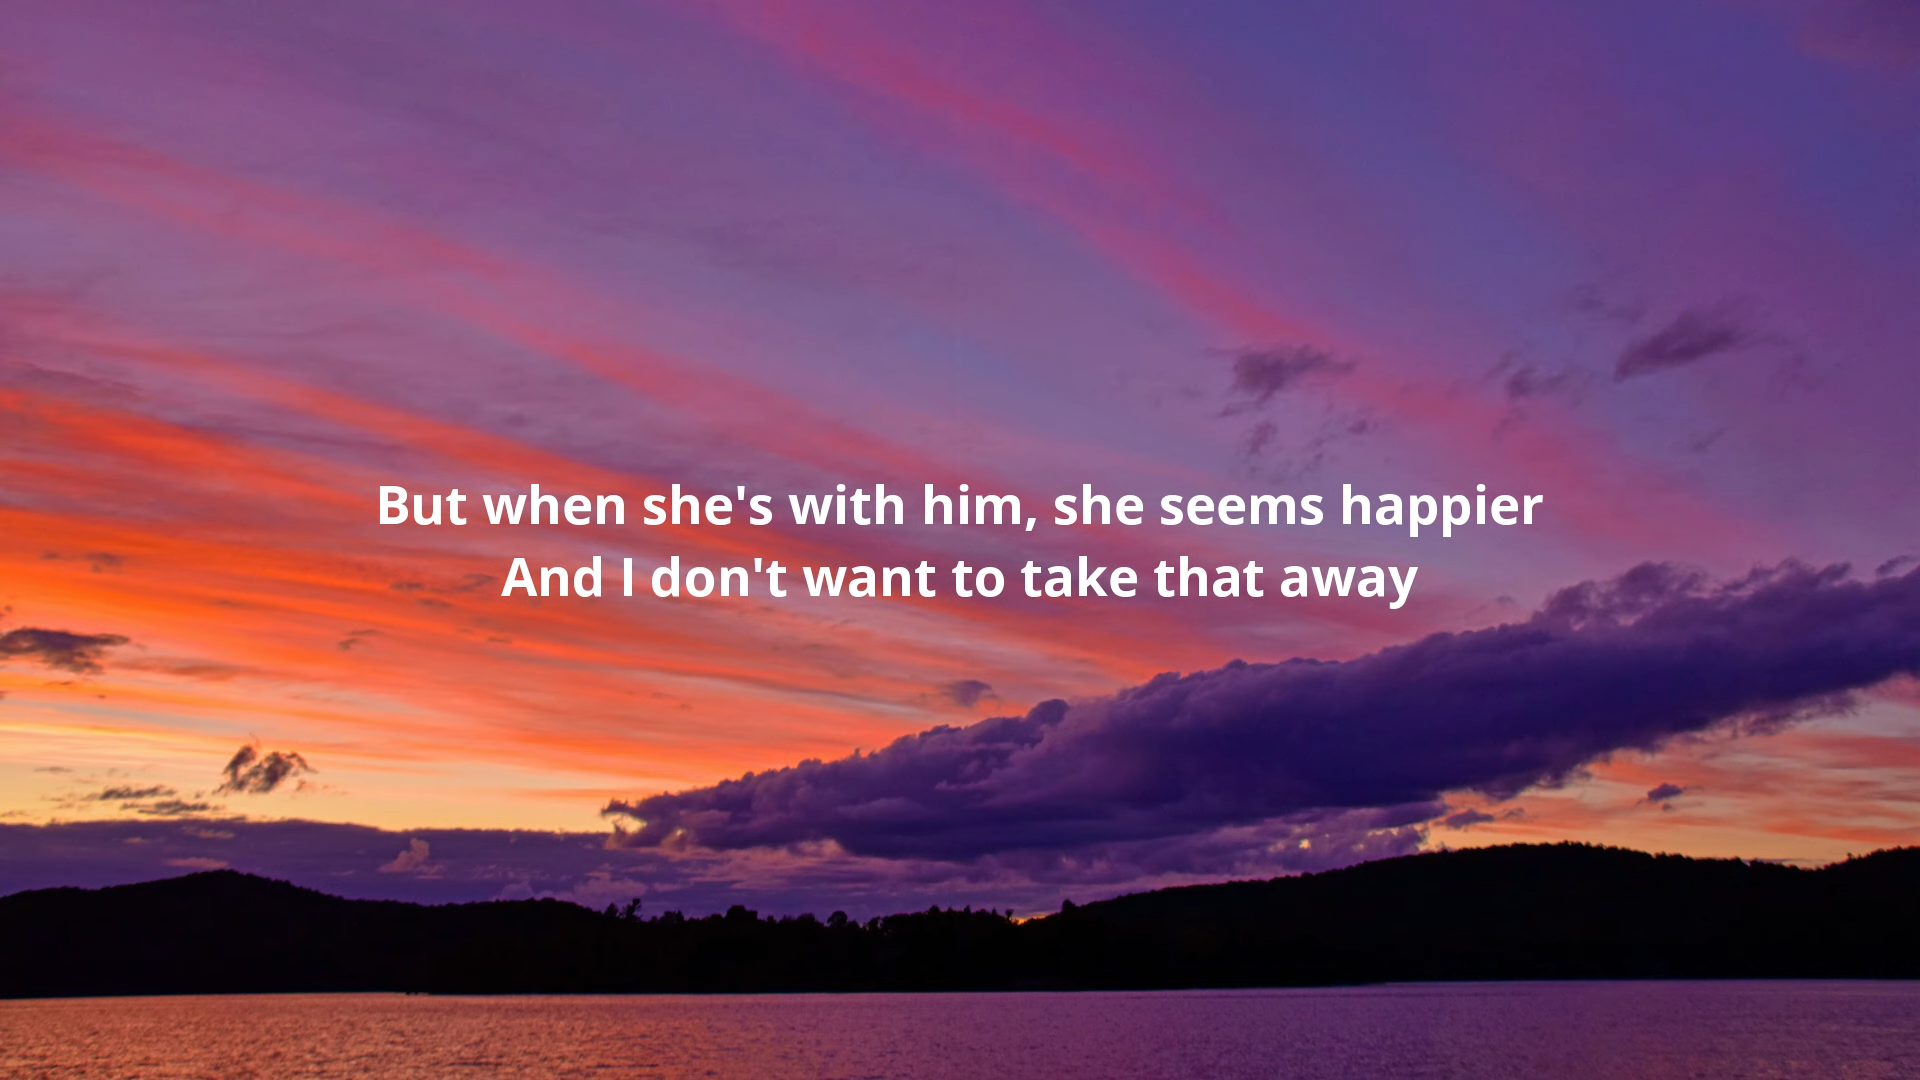 But when she's with him, she seems happier
And I don't want to take that away